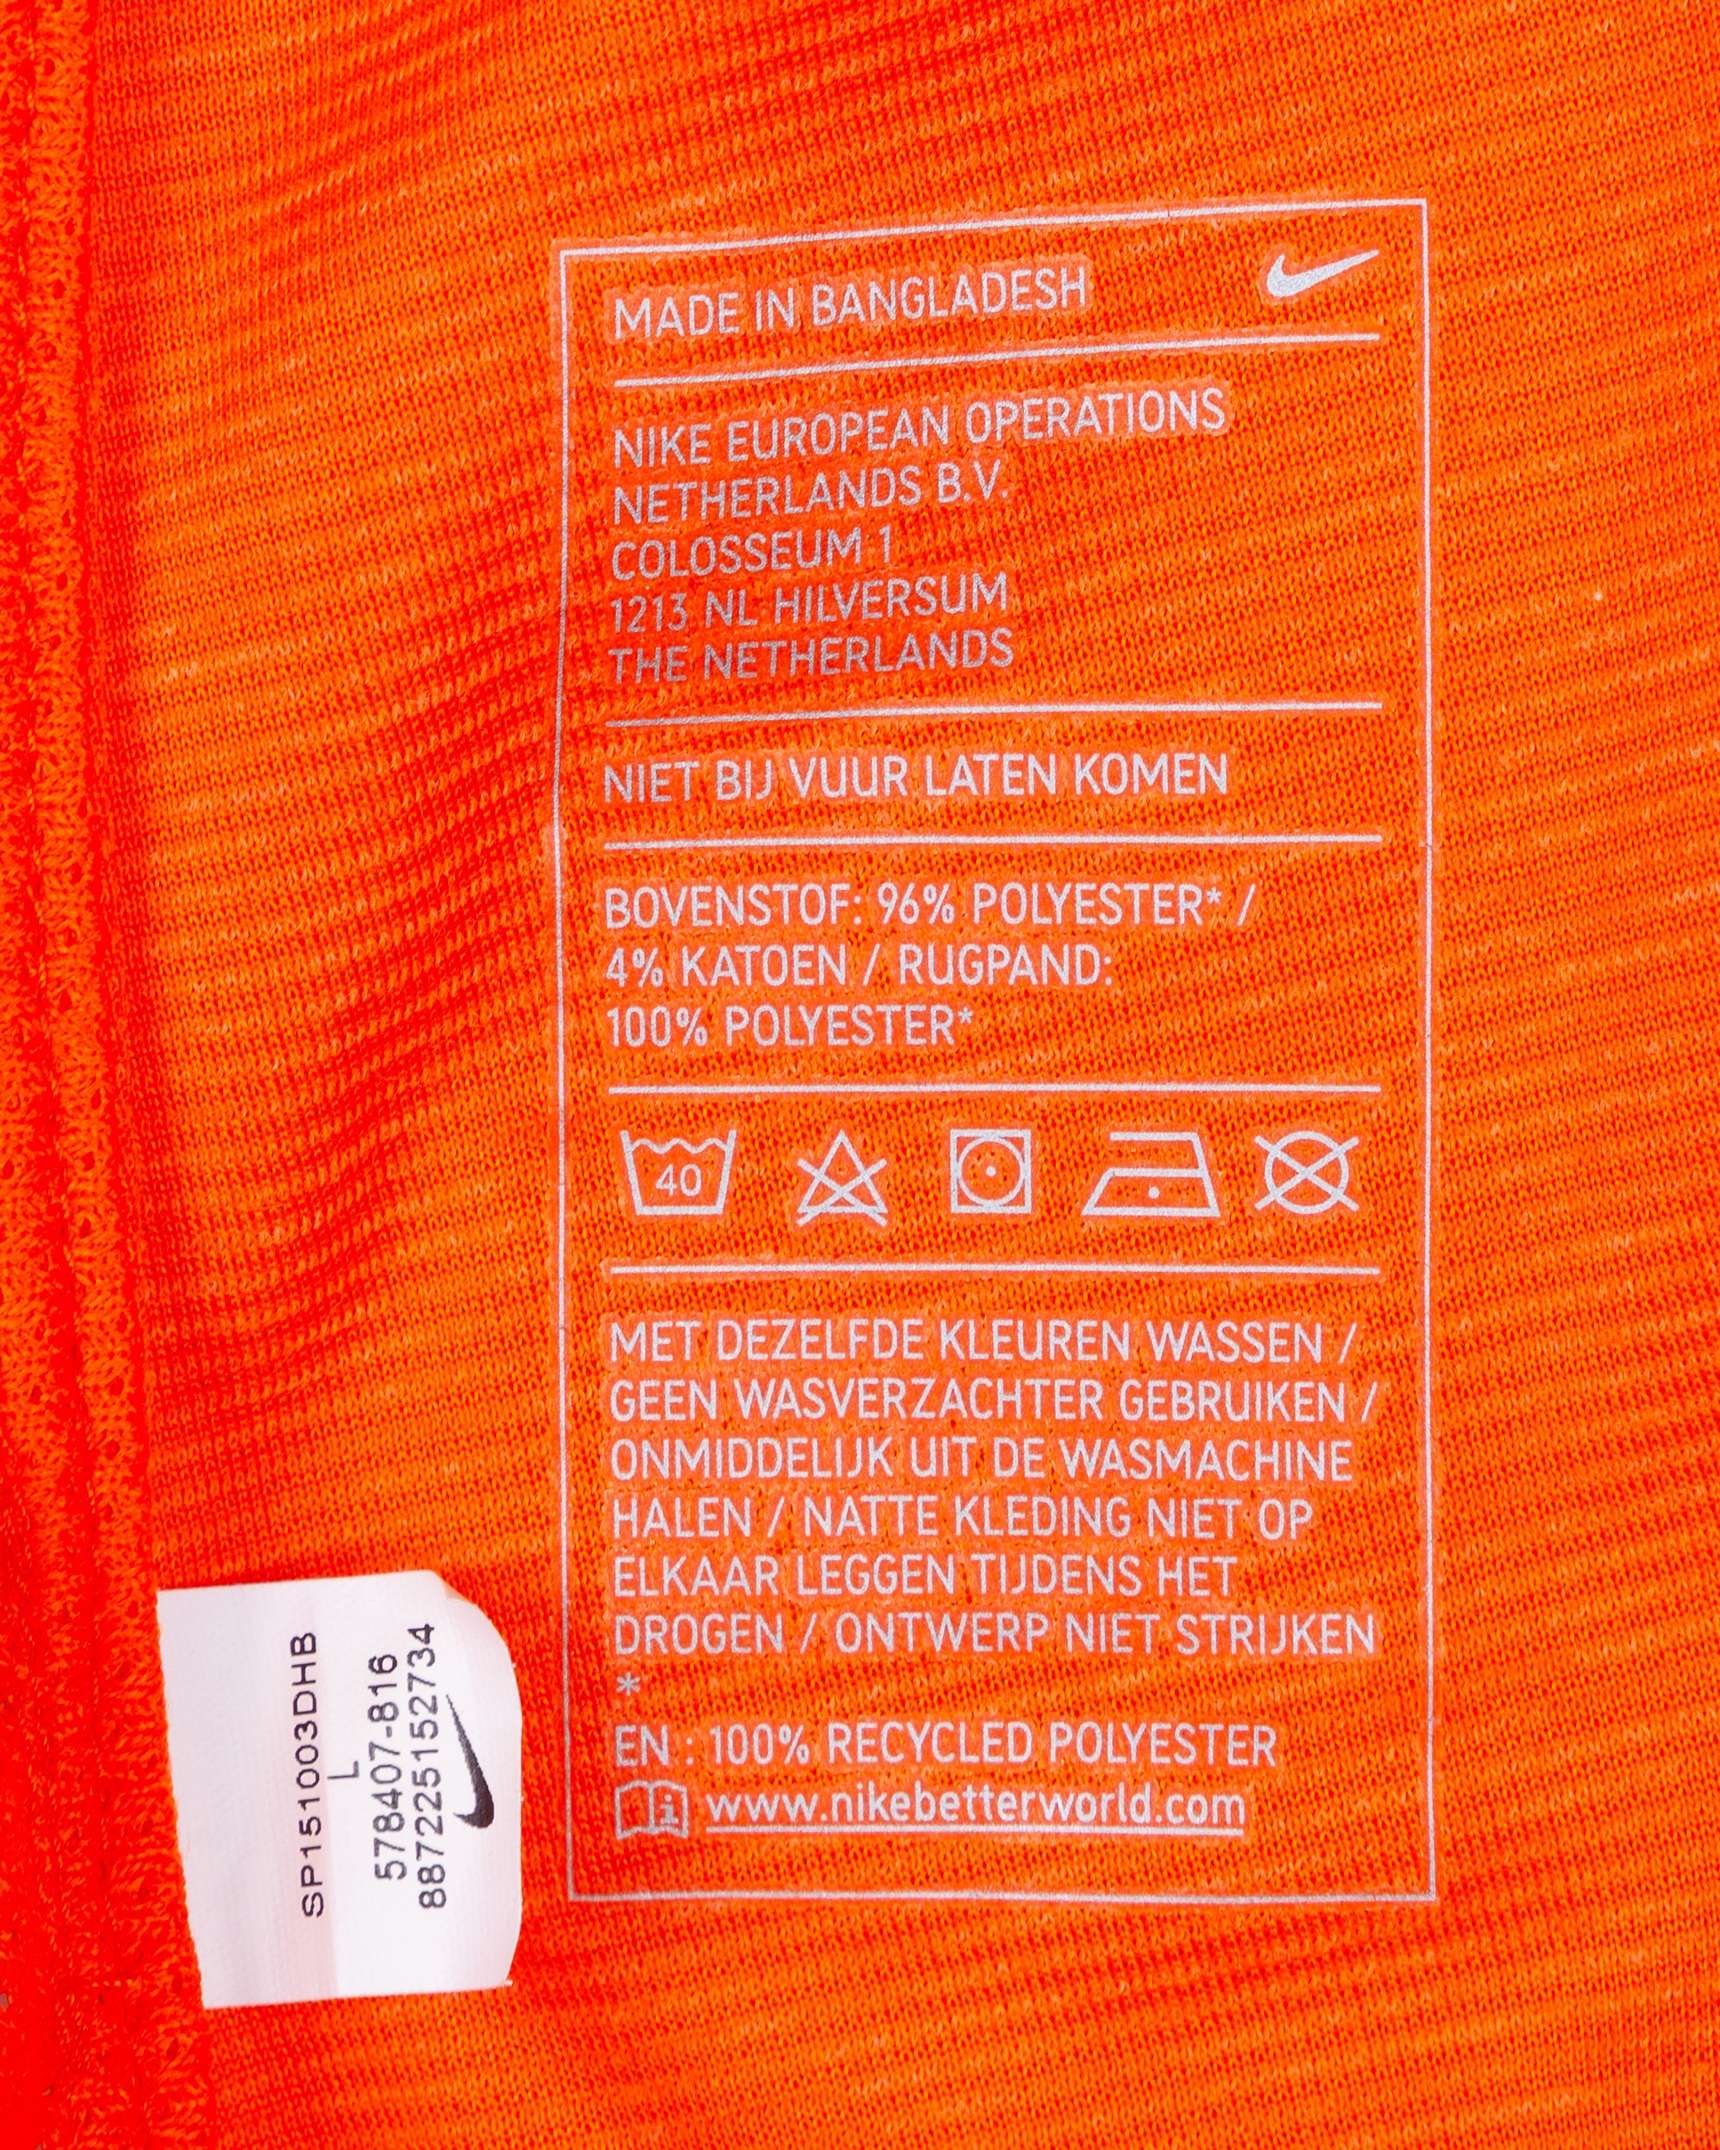 MADE IN BANGLADESH
NIKE EUROPEAN OPERATIONS
NETHERLANDS B.V.
COLOSSEUM 1
1213 NL HILVERSUM
THE NETHERLANDS
NIET BIJ VUUR LATEN KOMEN
BOVENSTOF: 96% POLYESTER* /
4% KATOEN / RUGPAND:
100% POLYESTER*
40
MET DEZELFDE KLEUREN WASSEN /
GEEN WASVERZACHTER GEBRUIKEN /
ONMIDDELIJK UIT DE WASMACHINE
HALEN / NATTE KLEDING NIET OP
ELKAAR LEGGEN TIJDENS HET
DROGEN / ONTWERP NIET STRIJKEN
*
EN : 100% RECYCLED POLYESTER
www.nikebetterworld.com
SP151003DHB
L
578407-816
887225152734